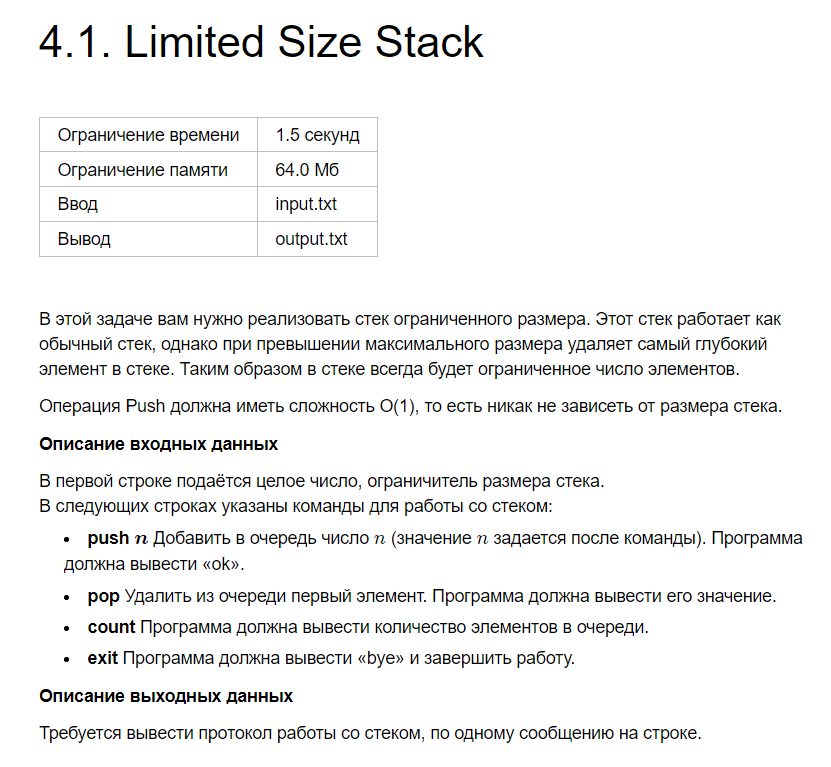 4.1. Limited Size Stack
Ограничение времени 1.5 секунд
Ограничение памяти 64.0 Мб
Ввод input.txt
Вывод output.txt
В этой задаче вам нужно реализовать стек ограниченного размера. Этот стек работает как
обычный стек, однако при превышении максимального размера удаляет самый глубокий
элемент в стеке. Таким образом в стеке всегда будет ограниченное число элементов.
Операция Push должна иметь сложность O(1), то есть никак не зависеть от размера стека.
Описание входных данных
В первой строке подаётся целое число, ограничитель размера стека.
В следующих строках указаны команды для работы со стеком:
• push n Добавить в очередь число n (значение n задается после команды). Программа
должна вывести «ok».
• pop Удалить из очереди первый элемент. Программа должна вывести его значение.
• count Программа должна вывести количество элементов в очереди.
• exit Программа должна вывести «bye» и завершить работу.
Описание выходных данных
Требуется вывести протокол работы со стеком, по одному сообщению на строке.